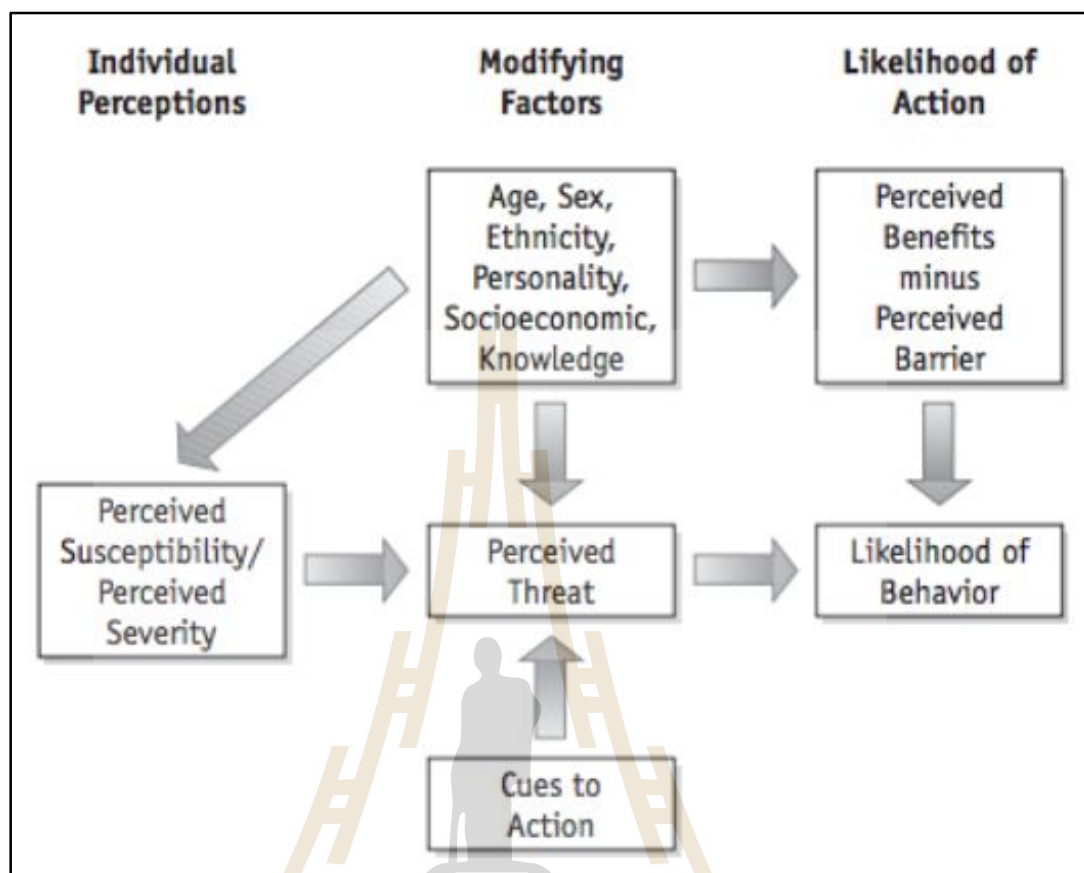 Individual
Perceptions
Modifying
Factors
Likelihood of
Action
Age, Sex,
Ethnicity,
Personality,
Socioeconomic,
Knowledge
Perceived
Benefits
minus
Perceived
Barrier
Perceived
Susceptibility/
Perceived
Severity
Perceived
Threat
Likelihood of
Behavior
Cues to
Action